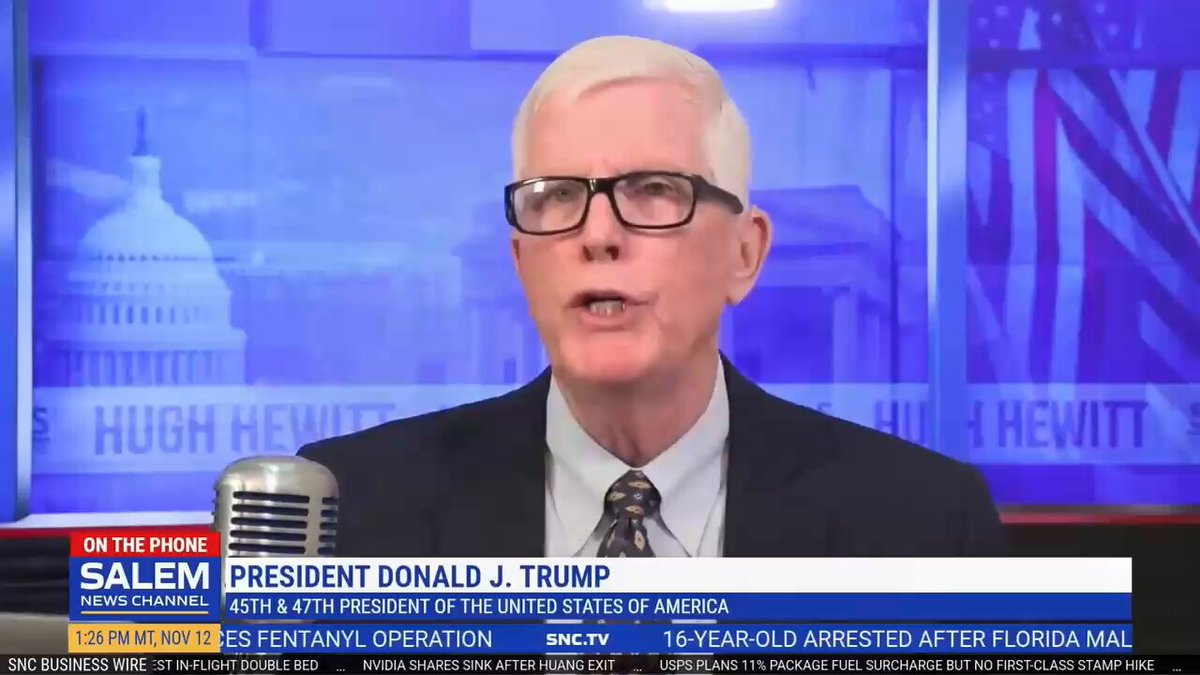 HUGH HEWITT
HUGH HEWITT
ON THE PHONE
SALEM
NEWS CHANNEL
PRESIDENT DONALD J. TRUMP
45TH & 47TH PRESIDENT OF THE UNITED STATES OF AMERICA
1:26 PM MT, NOV 12
CES FENTANYL OPERATION SNC.TV 16-YEAR-OLD ARRESTED AFTER FLORIDA MAL
SNC BUSINESS WIRE EST IN-FLIGHT DOUBLE BED ... NVIDIA SHARES SINK AFTER HUANG EXIT ... USPS PLANS 11% PACKAGE FUEL SURCHARGE BUT NO FIRST-CLASS STAMP HIKE ...